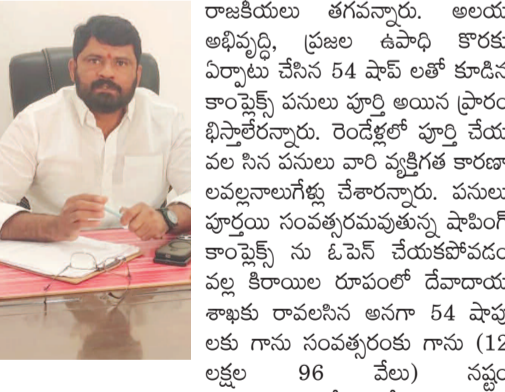 రాజకీయలు తగవన్నారు. అలయ
అభివృద్ధి, ప్రజల ఉపాధి కొరకు
ఏర్పాటు చేసిన 54 షాప్ లతో కూడిన
కాంప్లెక్స్ పనులు పూర్తి అయిన ప్రారం
భిస్తాలేరన్నారు. రెండేళ్లలో పూర్తి చేయ
వల సిన పనులు వారి వ్యక్తిగత కారణా
లవల్లనాలుగేళ్లు చేశారన్నారు. పనులు
పూర్తయి సంవత్సరమవుతున్న షాపింగ్
కాంప్లెక్స్ ను ఓపెన్ చేయకపోవడం
వల్ల కిరాయిల రూపంలో దేవాదాయ
శాఖకు రావలసిన అనగా 54 షాపు
లకు గాను సంవత్సరంకు గాను (12
లక్షల 96 వేలు) నష్టం